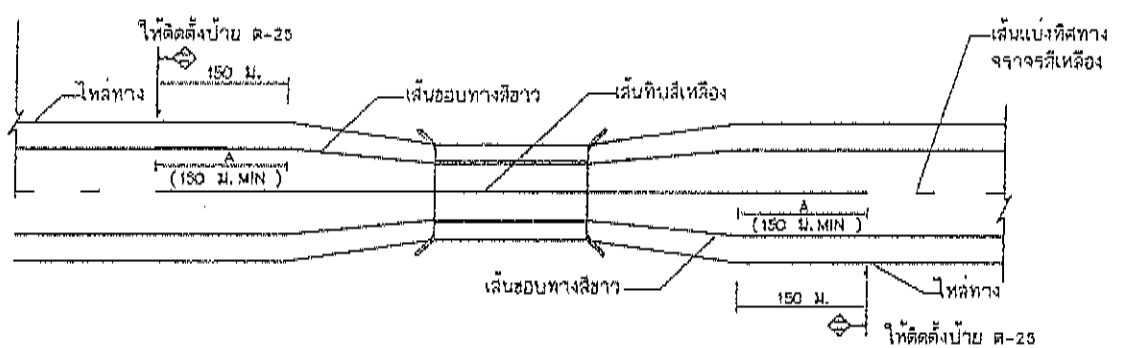 ให้ติดตั้งป้าย ต-25
150 ม.
ไหล่ทาง
เส้นขอบทางสีขาว
เส้นทึบสีเหลือง
เส้นแบ่งทิศทาง
จราจรสีเหลือง
A
(150 ม. MIN )
A
(150 ม. MIN )
เส้นขอบทางสีขาว
ไหล่ทาง
150 ม.
ให้ติดตั้งป้าย ต-25